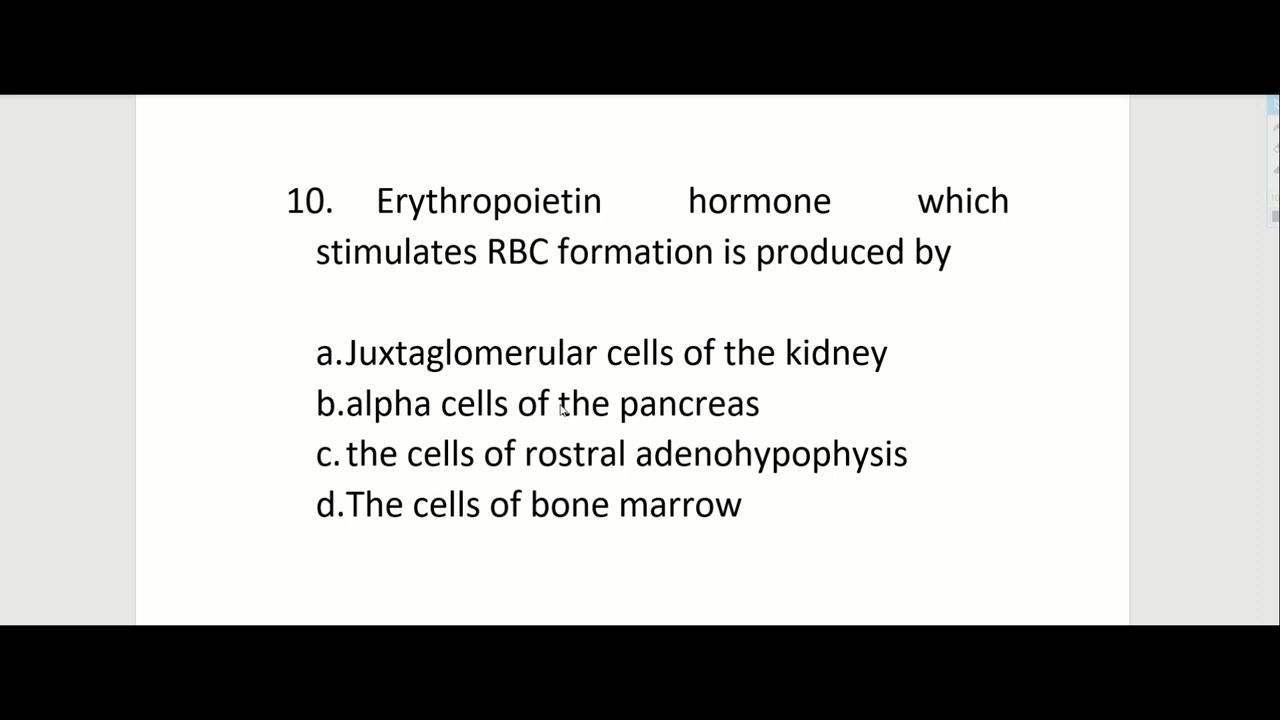 10. Erythropoietin hormone which
stimulates RBC formation is produced by
a. Juxtaglomerular cells of the kidney
b. alpha cells of the pancreas
c. the cells of rostral adenohypophysis
d. The cells of bone marrow